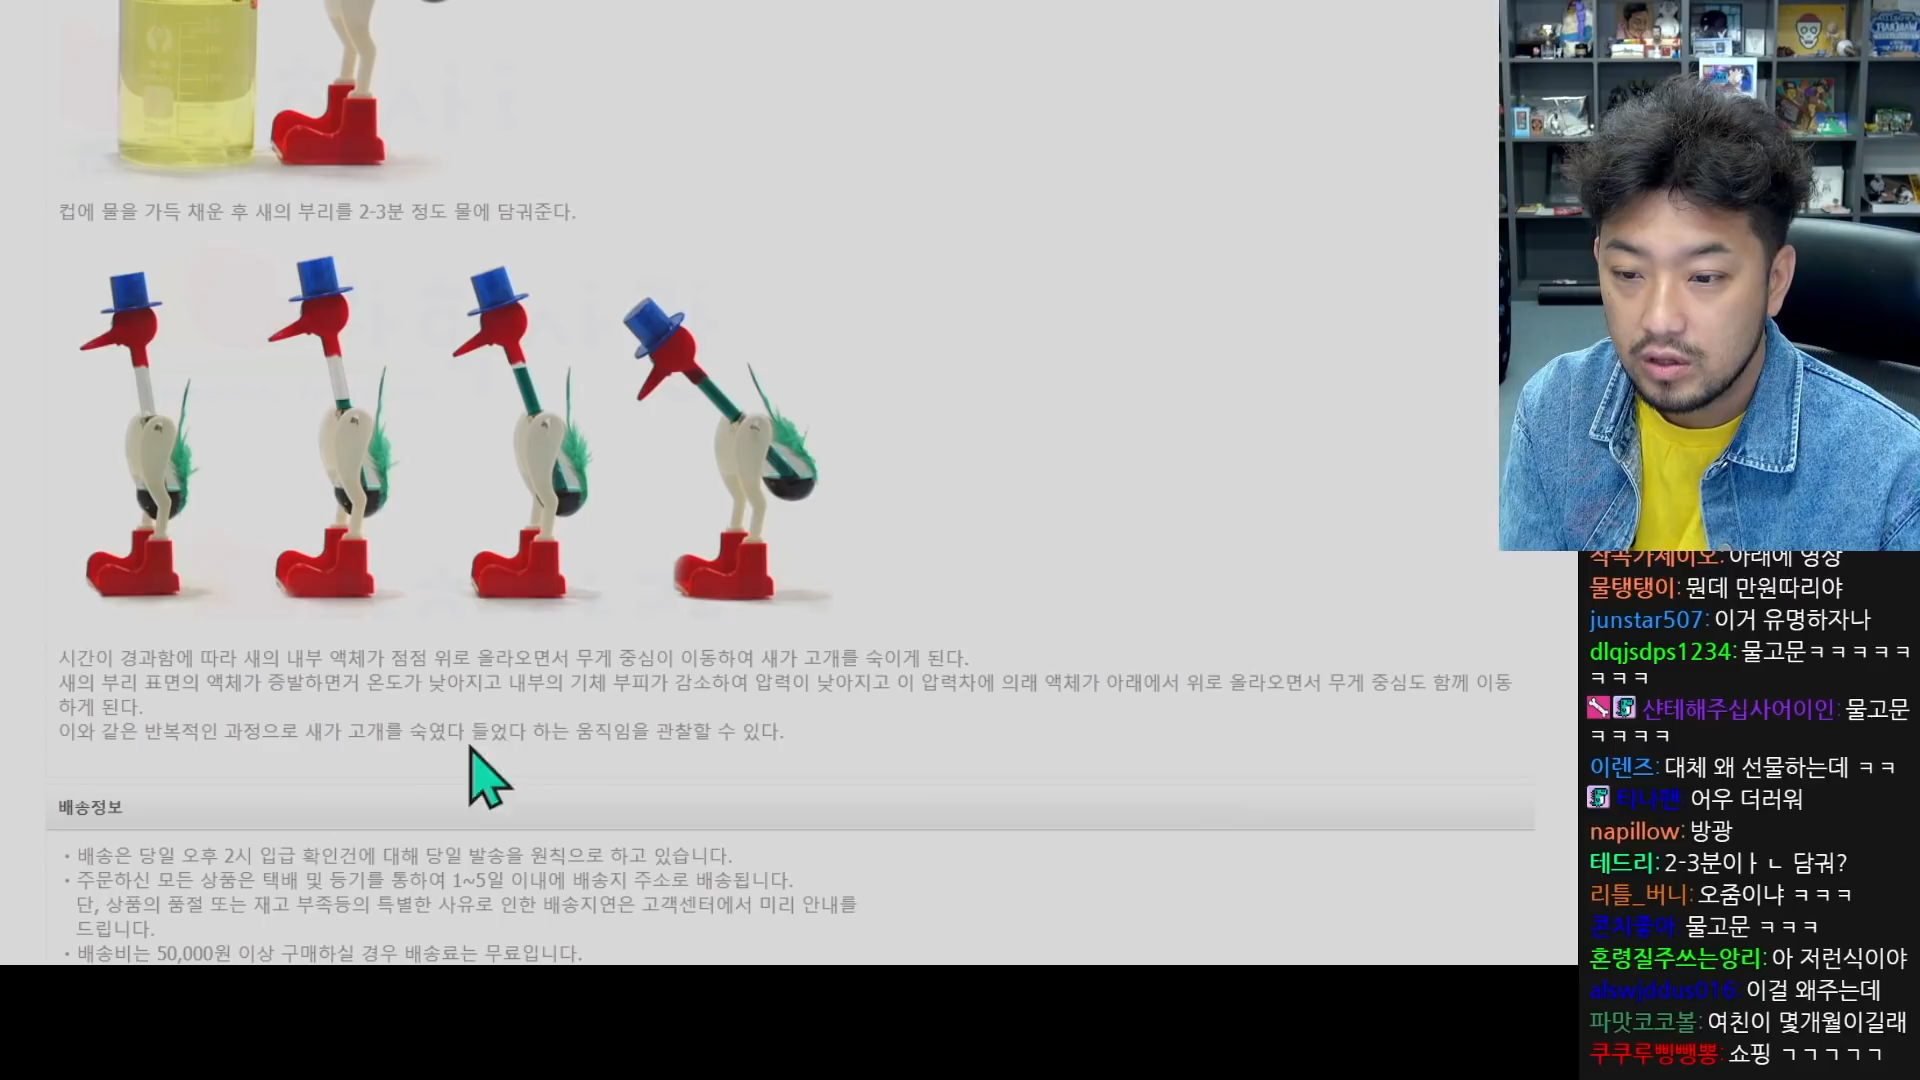 컵에 물을 가득 채운 후 새의 부리를 2-3분 정도 물에 담궈준다.
시간이 경과함에 따라 새의 내부 액체가 점점 위로 올라오면서 무게 중심이 이동하여 새가 고개를 숙이게 된다.
새의 부리 표면의 액체가 증발하면거 온도가 낮아지고 내부의 기체 부피가 감소하여 압력이 낮아지고 이 압력차에 의래 액체가 아래에서 위로 올라오면서 무게 중심도 함께 이동
하게 된다.
이와 같은 반복적인 과정으로 새가 고개를 숙였다 들었다 하는 움직임을 관찰할 수 있다.
배송정보
• 배송은 당일 오후 2시 입급 확인건에 대해 당일 발송을 원칙으로 하고 있습니다.
• 주문하신 모든 상품은 택배 및 등기를 통하여 1~5일 이내에 배송지 주소로 배송됩니다.
단, 상품의 품절 또는 재고 부족등의 특별한 사유로 인한 배송지연은 고객센터에서 미리 안내를
드립니다.
• 배송비는 50,000원 이상 구매하실 경우 배송료는 무료입니다.
작곡가제이오: 아래에 영상
물탱탱이: 뭔데 만원따리야
junstar507: 이거 유명하자나
dlqjsdps1234: 물고문ㅋㅋㅋㅋㅋ
ㅋㅋㅋ
샨테해주십사어이인: 물고문
ㅋㅋㅋㅋ
이렌즈: 대체 왜 선물하는데 ㅋㅋ
티나팬: 어우 더러워
napillow: 방광
테드리: 2-3분이ㅏㄴ 담궈?
리틀_버니: 오줌이냐 ㅋㅋㅋ
콘치좋아: 물고문 ㅋㅋㅋ
혼령질주쓰는앙리: 아 저런식이야
alswjddus016: 이걸 왜주는데
파맛코코볼: 여친이 몇개월이길래
쿠쿠루삥뺑뽕: 쇼핑 ㄱㄱㄱㄱㄱ